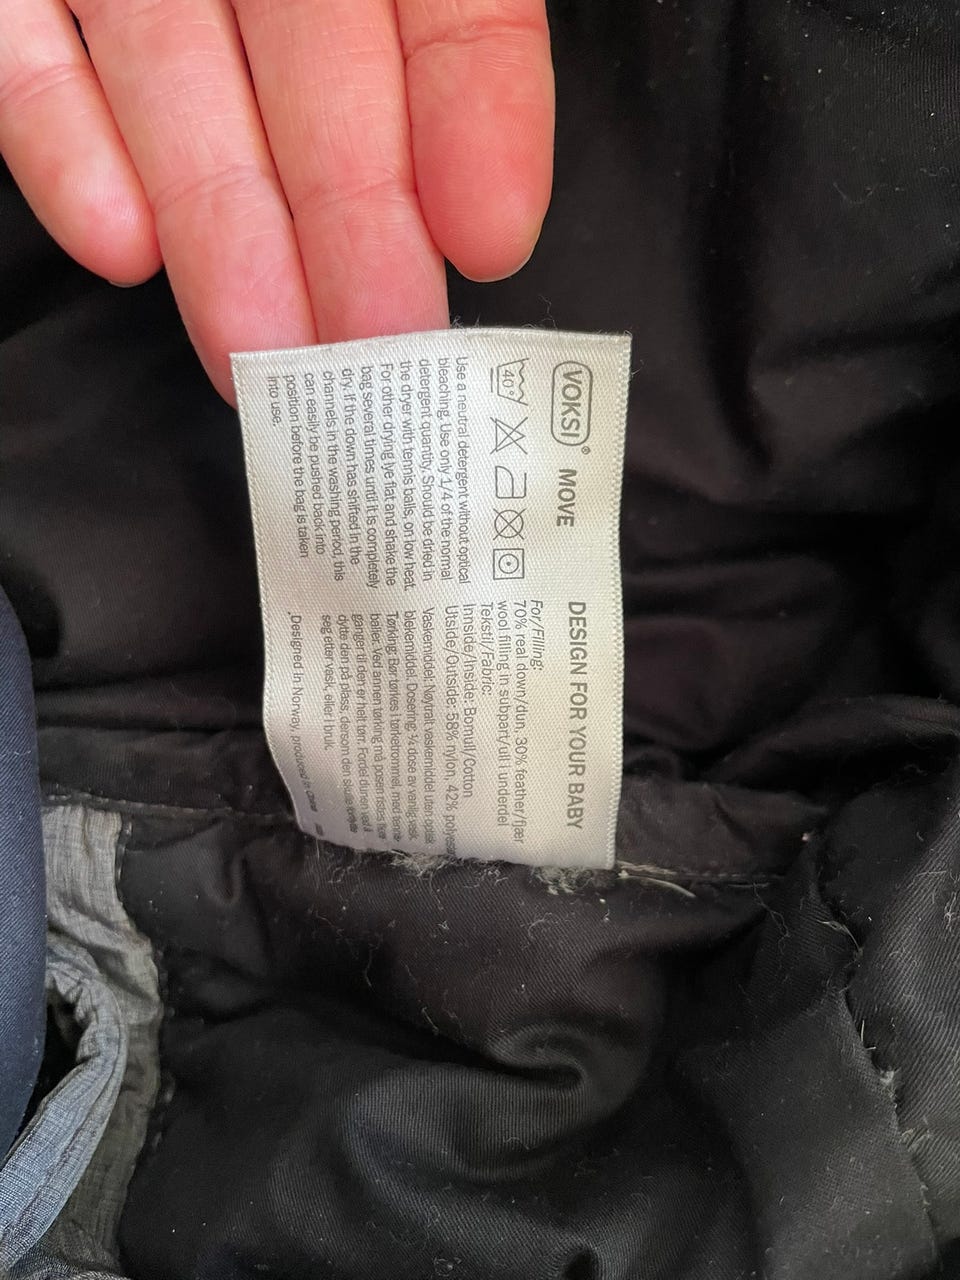 VOKSI® MOVE
40°
Use a neutral detergent without optical
bleaching. Use only 1/4 of the normal
detergent quantity. Should be dried in
the dryer with tennis balls, on low heat.
For other drying lye flat and shake the
bag several times until it is completely
dry. If the down has shifted in the
channels in the washing period, this
can easily be pushed back into
position before the bag is taken
into use.
DESIGN FOR YOUR BABY
For/Filling:
70% real down/dun, 30% feather/fjær
wool filling in subpart/ull i underdel
Tekstil/Fabric:
Innside/Inside: Bomull/Cotton
Utside/Outside: 58% nylon, 42% polyester
Vaskemiddel: Nøytralt vaskemiddel uten optisk
blekemiddel. Dosering: ¼ dose av vanlig vask.
Tørking: Bør tørkes i tørketrommel, med tennis
baller. Ved annen tørking må posen ristes flere
ganger til den er helt tørr. Fordel dunen ved å
dytte den på plass, dersom den skulle
seg etter vask, eller i bruk.
Designed in Norway, produced in China